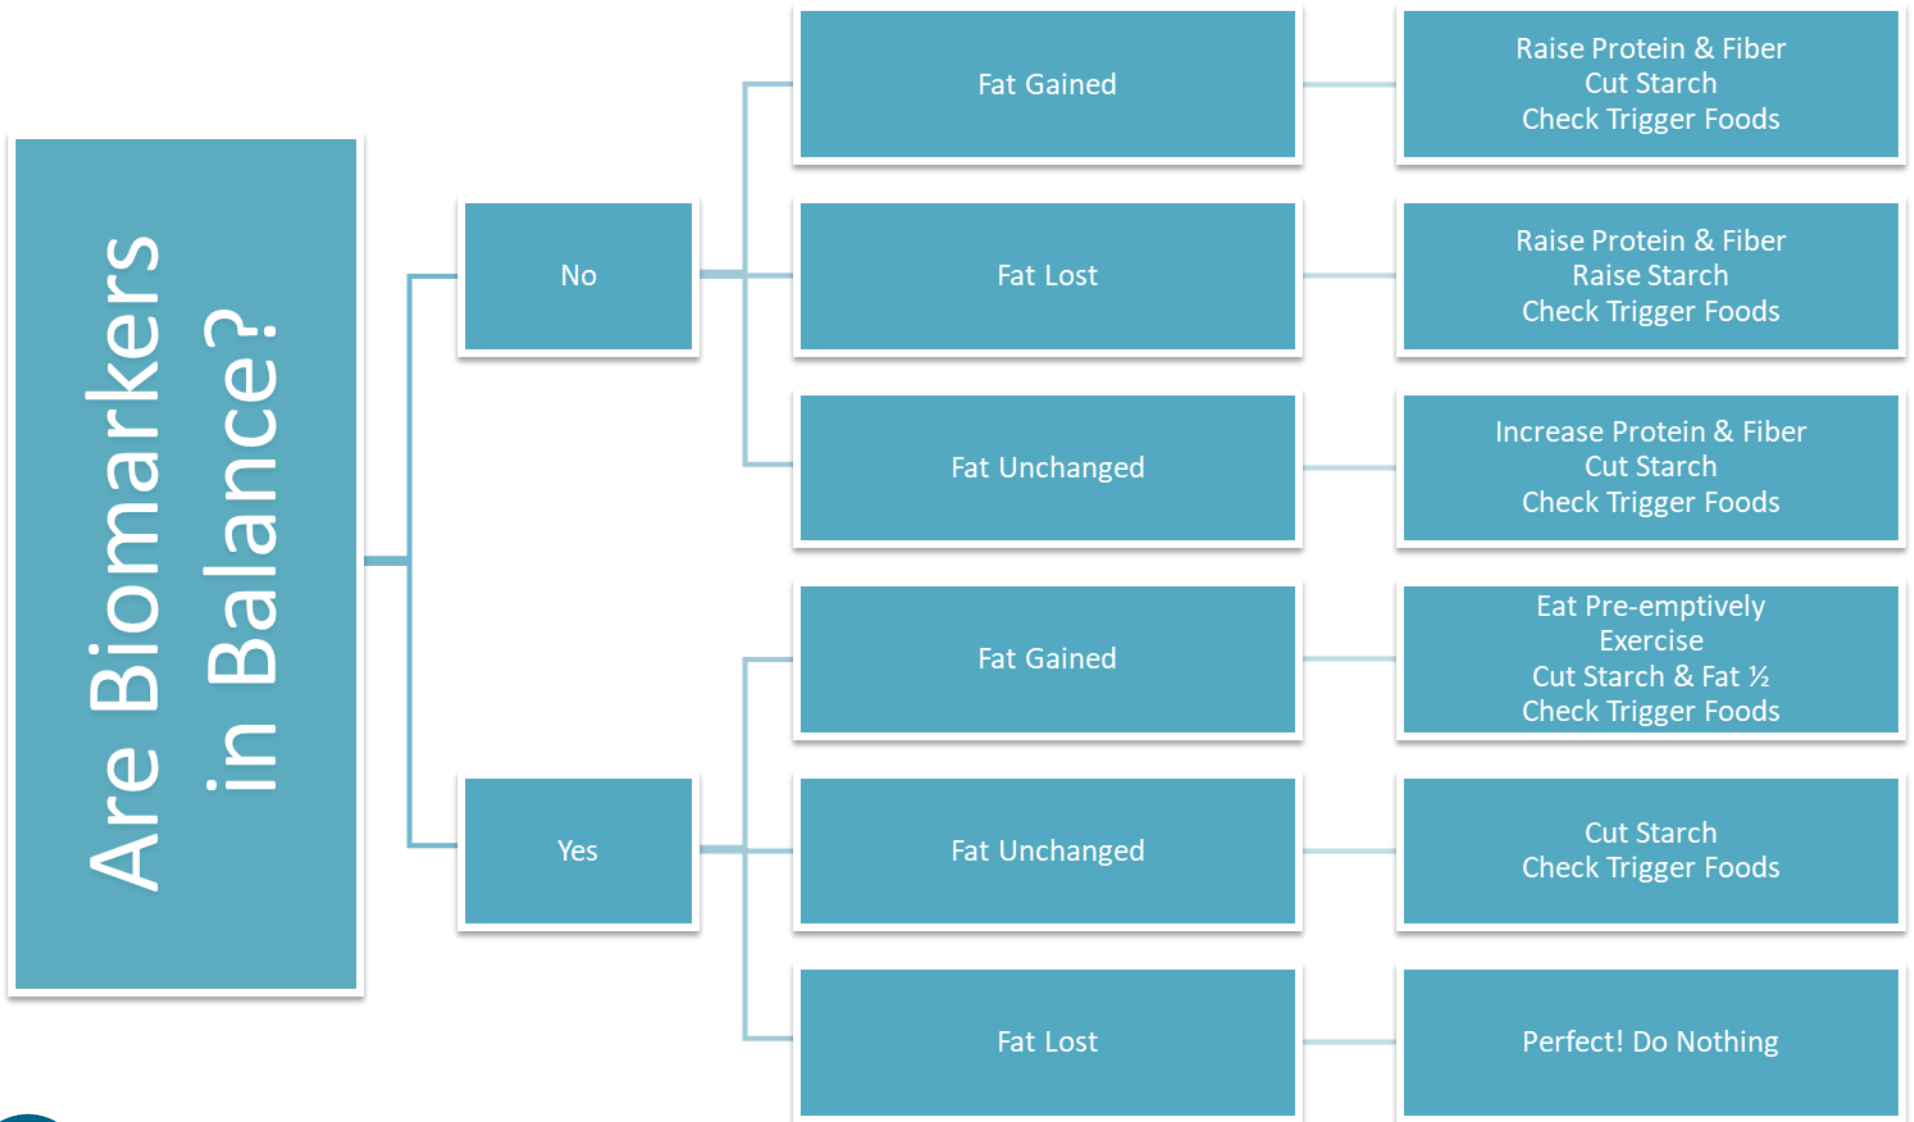 Are Biomarkers
in Balance?
No
Fat Gained
Raise Protein & Fiber
Cut Starch
Check Trigger Foods
Fat Lost
Raise Protein & Fiber
Raise Starch
Check Trigger Foods
Fat Unchanged
Increase Protein & Fiber
Cut Starch
Check Trigger Foods
Yes
Fat Gained
Eat Pre-emptively
Exercise
Cut Starch & Fat ½
Check Trigger Foods
Fat Unchanged
Cut Starch
Check Trigger Foods
Fat Lost
Perfect! Do Nothing